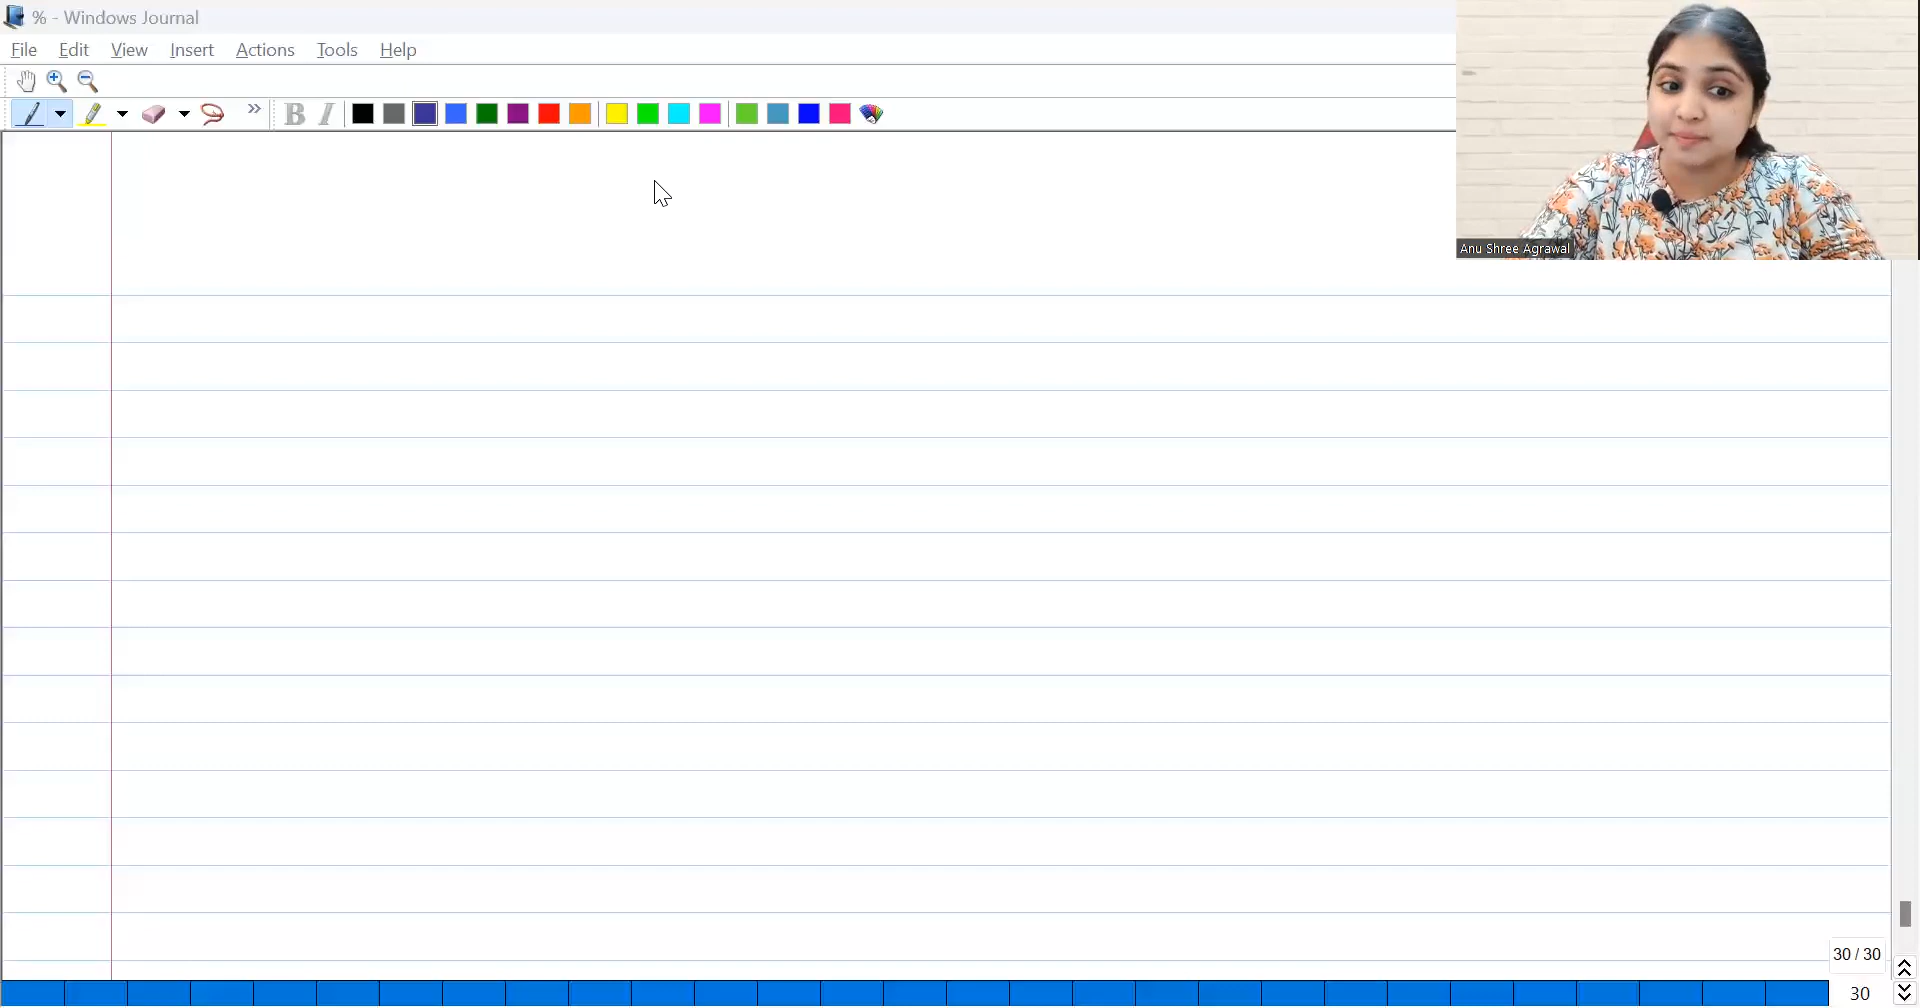 % - Windows Journal
File Edit View Insert Actions Tools Help
B I
Anu Shree Agrawal
30 / 30
30